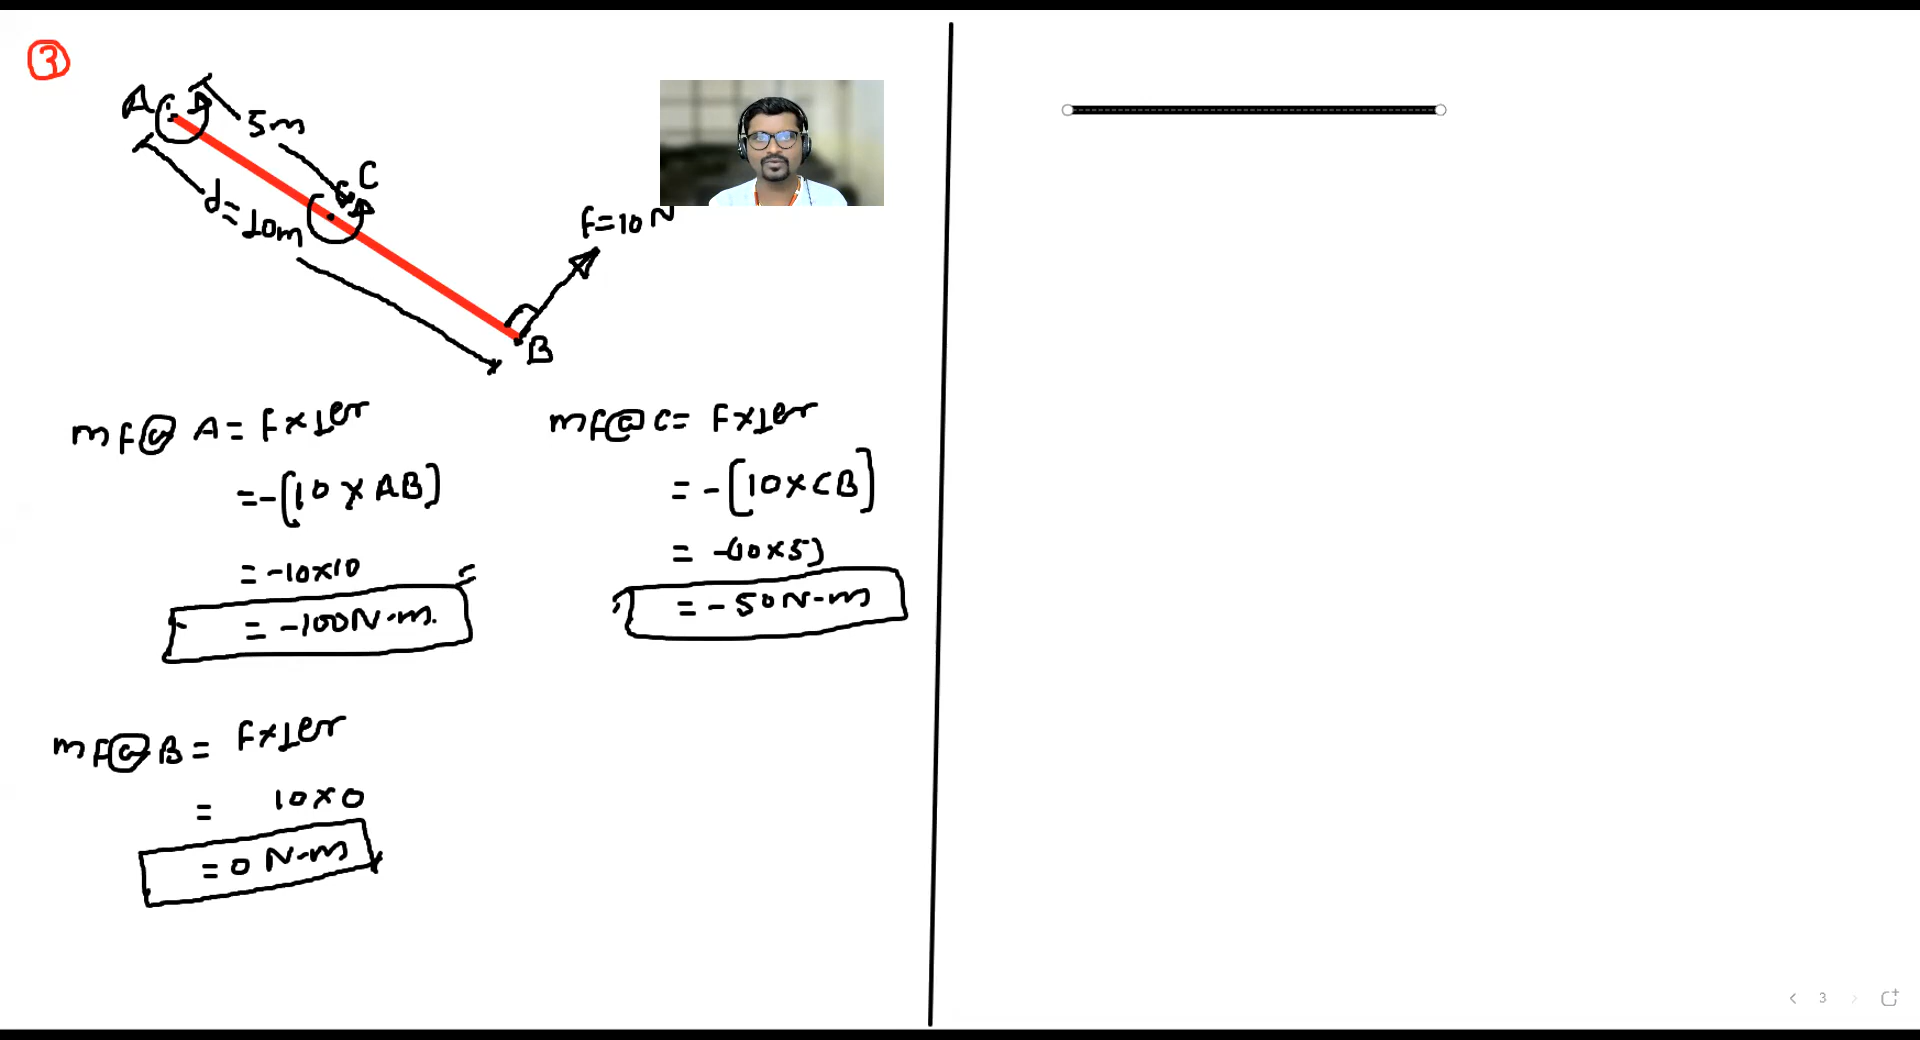 ③
A
5m
C
d=10m
F=10N
B
mF@ A = F×⊥er
=-[10×AB]
=-10×10
=-100N·m.
mF@ C= F×⊥er
= -[10×CB]
= -(10×5)
= -50N-m
mF@ B = F×⊥er
= 10×0
=0 N-m
3